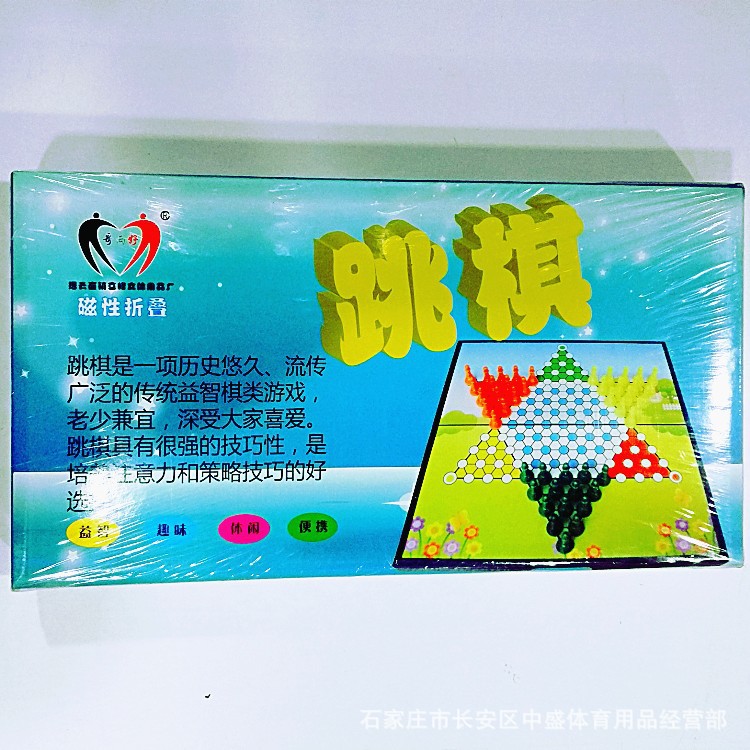 ®
磁性折叠
跳棋
跳棋是一项历史悠久、流传
广泛的传统益智棋类游戏，
老少兼宜，深受大家喜爱。
跳棋具有很强的技巧性，是
培养注意力和策略技巧的好
选
益智 趣味 休闲 便携
石家庄市长安区中盛体育用品经营部